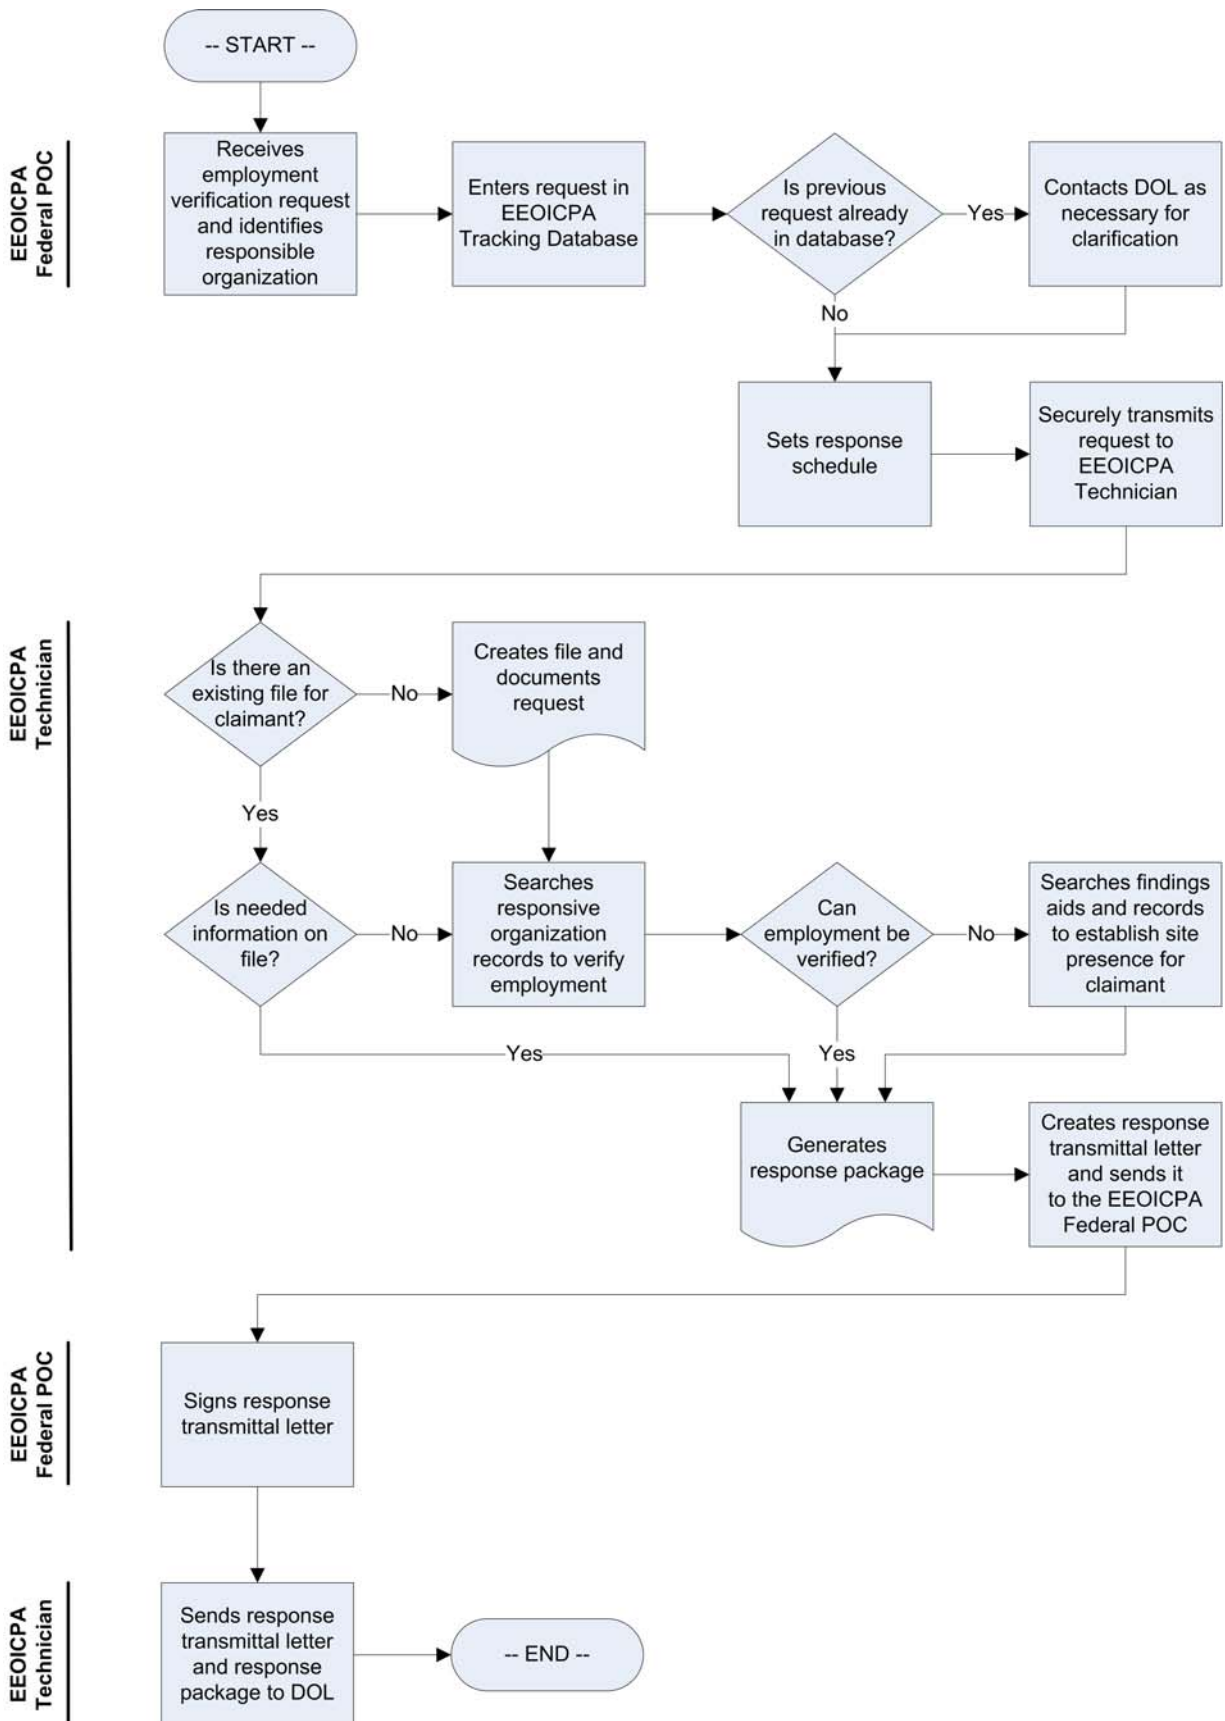 -- START --
EEOICPA
Federal POC
Receives
employment
verification request
and identifies
responsible
organization
Enters request in
EEOICPA
Tracking Database
Is previous
request already
in database?
Yes
Contacts DOL as
necessary for
clarification
No
Sets response
schedule
Securely transmits
request to
EEOICPA
Technician
EEOICPA
Technician
Is there an
existing file for
claimant?
No
Creates file and
documents
request
Yes
Is needed
information on
file?
No
Searches
responsive
organization
records to verify
employment
Can
employment be
verified?
No
Searches findings
aids and records
to establish site
presence for
claimant
Yes
Yes
Generates
response package
Creates response
transmittal letter
and sends it
to the EEOICPA
Federal POC
EEOICPA
Federal POC
Signs response
transmittal letter
EEOICPA
Technician
Sends response
transmittal letter
and response
package to DOL
-- END --